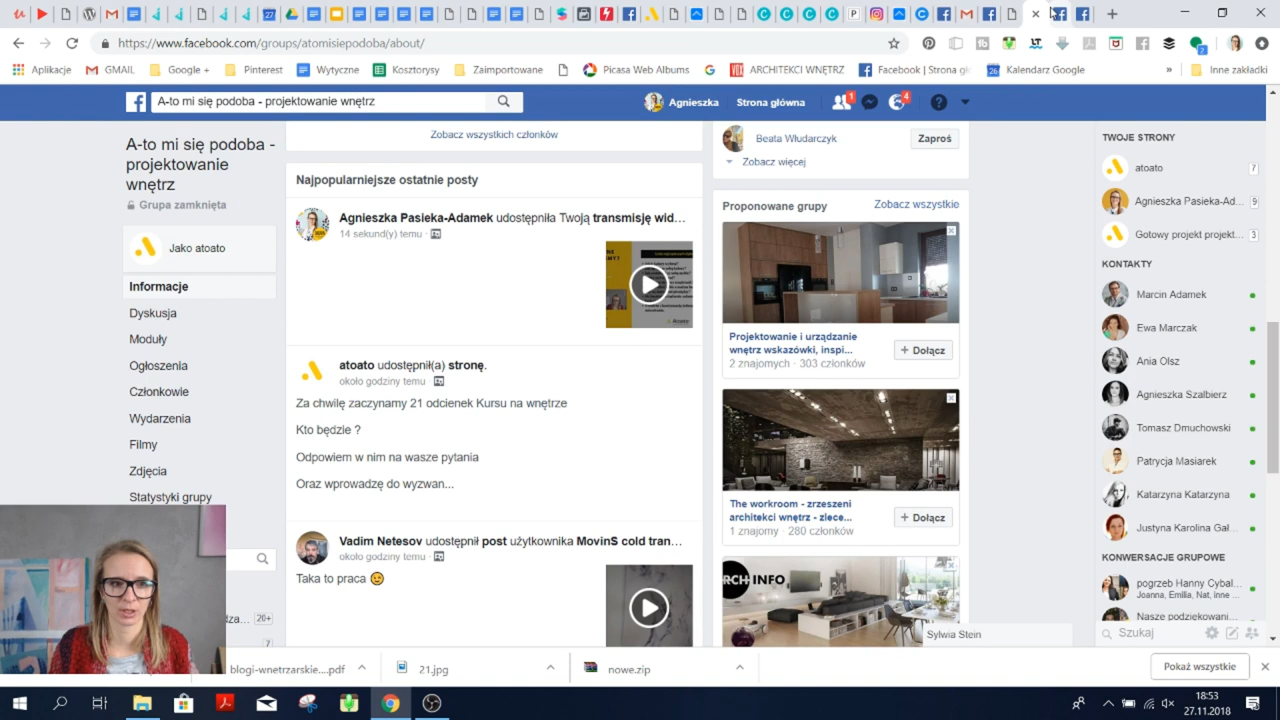 https://www.facebook.com/groups/atomisiepodoba/about/
Aplikacje
GMAIL
Google +
Pinterest
Wytyczne
Kosztorysy
Zaimportowane
Picasa Web Albums
ARCHITEKCI WNĘTRZ
Facebook | Strona gł
Kalendarz Google
»
Inne zakładki
A-to mi się podoba - projektowanie wnętrz
Agnieszka
Strona główna
1
4
A-to mi się podoba -
projektowanie
wnętrz
Grupa zamknięta
Jako atoato
Informacje
Dyskusja
Moduły
Ogłoszenia
Członkowie
Wydarzenia
Filmy
Zdjęcia
Statystyki grupy
20+
7
Zobacz wszystkich członków
Najpopularniejsze ostatnie posty
Agnieszka Pasieka-Adamek udostępniła Twoją transmisję wid...
14 sekund(y) temu
atoato udostępnił(a) stronę.
około godziny temu
Za chwilę zaczynamy 21 odcienek Kursu na wnętrze
Kto będzie ?
Odpowiem w nim na wasze pytania
Oraz wprowadzę do wyzwan...
Vadim Netesov udostępnił post użytkownika MovinS cold tran...
około godziny temu
Taka to praca
Beata Włudarczyk
Zaproś
Zobacz więcej
Proponowane grupy
Zobacz wszystkie
Projektowanie i urządzanie
wnętrz wskazówki, inspi...
2 znajomych · 303 członków
+ Dołącz
The workroom - zrzeszeni
architekci wnętrz - zlece...
1 znajomy · 280 członków
+ Dołącz
RCH INFO
Sylwia Stein
TWOJE STRONY
atoato
7
Agnieszka Pasieka-Ad...
9
Gotowy projekt projekt...
3
KONTAKTY
Marcin Adamek
Ewa Marczak
Ania Olsz
Agnieszka Szalbierz
Tomasz Dmuchowski
Patrycja Masiarek
Katarzyna Katarzyna
Justyna Karolina Gał...
KONWERSACJE GRUPOWE
pogrzeb Hanny Cybal...
Joanna, Emilia, Nat, inne ...
Nasze podziękowani...
Szukaj
blogi-wnetrzarskie....pdf
21.jpg
nowe.zip
Pokaż wszystkie
18:53
27.11.2018